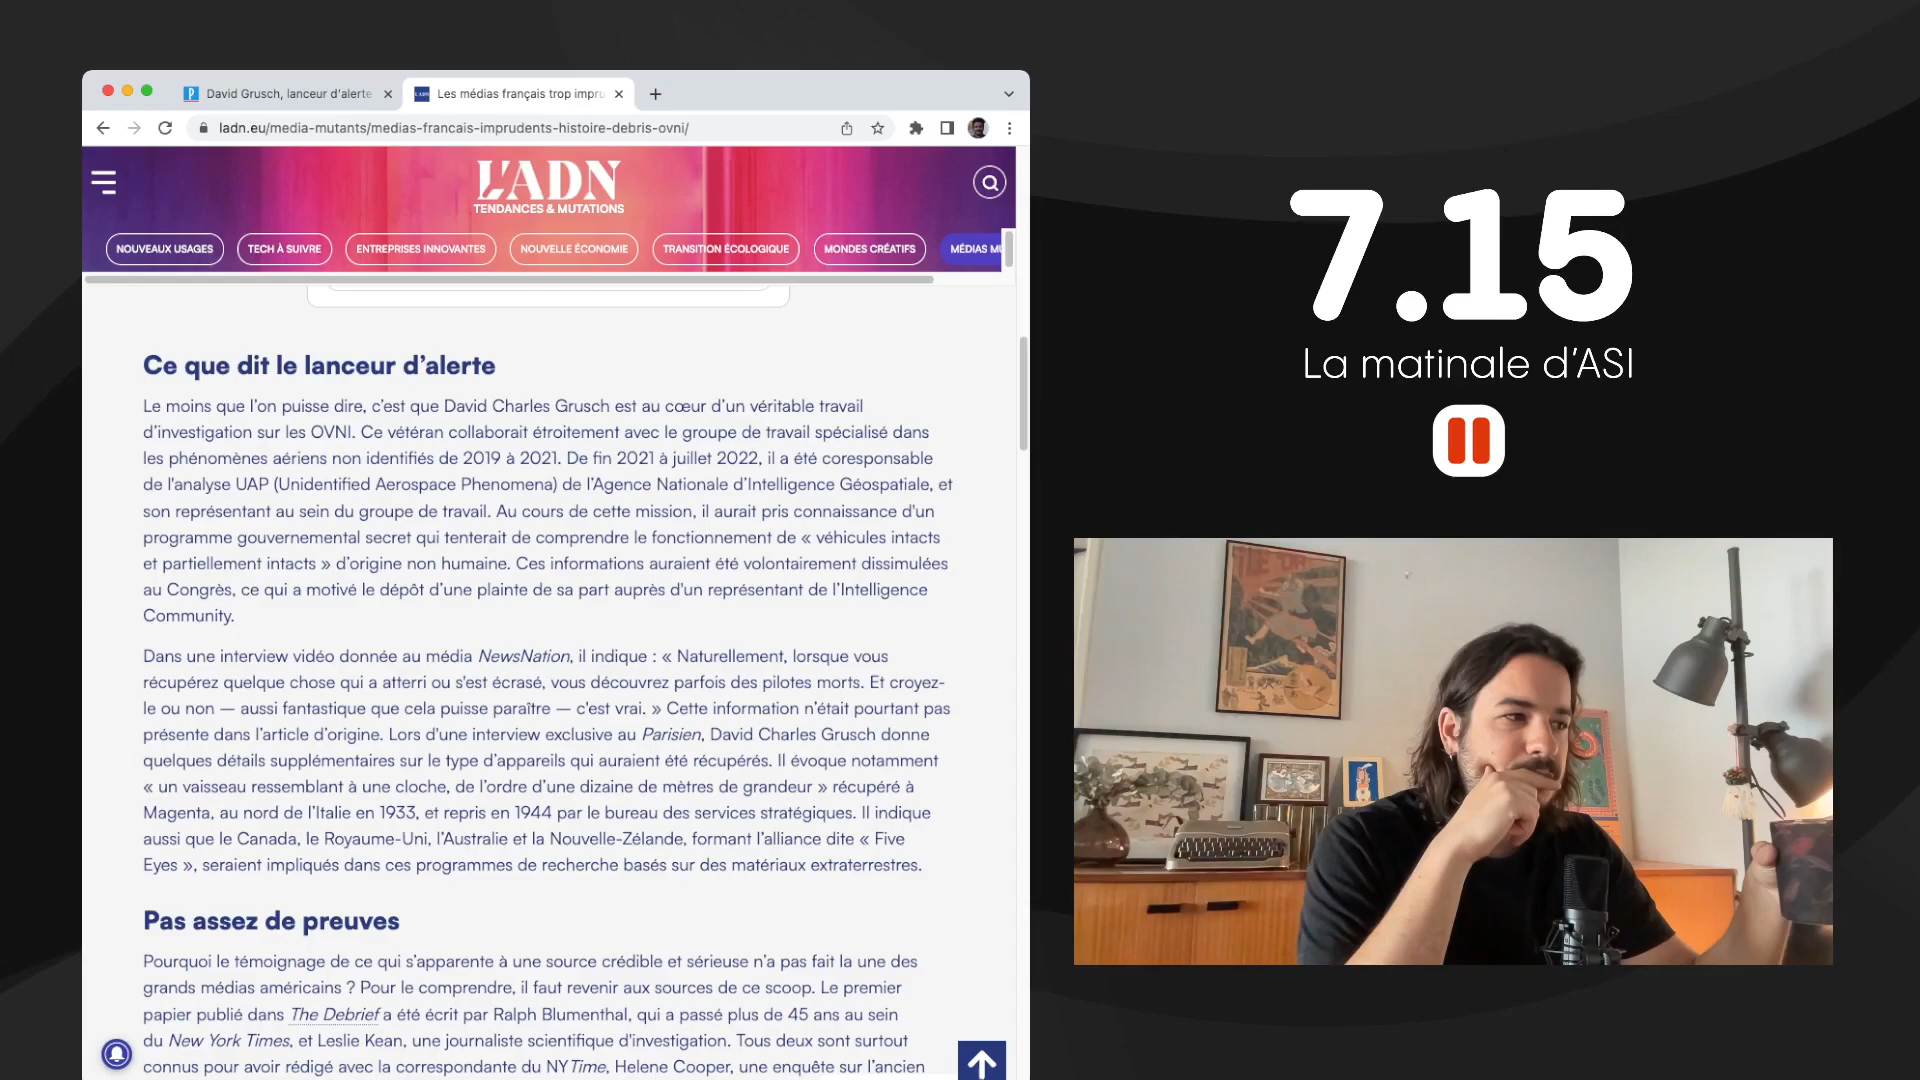 David Grusch, lanceur d'alerte
Les médias français trop impru
ladn.eu/media-mutants/medias-francais-imprudents-histoire-debris-ovni/
L'ADN
TENDANCES & MUTATIONS
NOUVEAUX USAGES
TECH À SUIVRE
ENTREPRISES INNOVANTES
NOUVELLE ÉCONOMIE
TRANSITION ÉCOLOGIQUE
MONDES CRÉATIFS
MÉDIAS MU
Ce que dit le lanceur d'alerte
Le moins que l'on puisse dire, c'est que David Charles Grusch est au cœur d'un véritable travail
d'investigation sur les OVNI. Ce vétéran collaborait étroitement avec le groupe de travail spécialisé dans
les phénomènes aériens non identifiés de 2019 à 2021. De fin 2021 à juillet 2022, il a été coresponsable
de l'analyse UAP (Unidentified Aerospace Phenomena) de l'Agence Nationale d'Intelligence Géospatiale, et
son représentant au sein du groupe de travail. Au cours de cette mission, il aurait pris connaissance d'un
programme gouvernemental secret qui tenterait de comprendre le fonctionnement de « véhicules intacts
et partiellement intacts » d'origine non humaine. Ces informations auraient été volontairement dissimulées
au Congrès, ce qui a motivé le dépôt d'une plainte de sa part auprès d'un représentant de l'Intelligence
Community.
Dans une interview vidéo donnée au média NewsNation, il indique : « Naturellement, lorsque vous
récupérez quelque chose qui a atterri ou s'est écrasé, vous découvrez parfois des pilotes morts. Et croyez-
le ou non – aussi fantastique que cela puisse paraître – c'est vrai. » Cette information n'était pourtant pas
présente dans l'article d'origine. Lors d'une interview exclusive au Parisien, David Charles Grusch donne
quelques détails supplémentaires sur le type d'appareils qui auraient été récupérés. Il évoque notamment
« un vaisseau ressemblant à une cloche, de l'ordre d'une dizaine de mètres de grandeur » récupéré à
Magenta, au nord de l'Italie en 1933, et repris en 1944 par le bureau des services stratégiques. Il indique
aussi que le Canada, le Royaume-Uni, l'Australie et la Nouvelle-Zélande, formant l'alliance dite « Five
Eyes », seraient impliqués dans ces programmes de recherche basés sur des matériaux extraterrestres.
Pas assez de preuves
Pourquoi le témoignage de ce qui s'apparente à une source crédible et sérieuse n'a pas fait la une des
grands médias américains ? Pour le comprendre, il faut revenir aux sources de ce scoop. Le premier
papier publié dans The Debrief a été écrit par Ralph Blumenthal, qui a passé plus de 45 ans au sein
du New York Times, et Leslie Kean, une journaliste scientifique d'investigation. Tous deux sont surtout
connus pour avoir rédigé avec la correspondante du NYTime, Helene Cooper, une enquête sur l'ancien
7.15
La matinale d'ASI